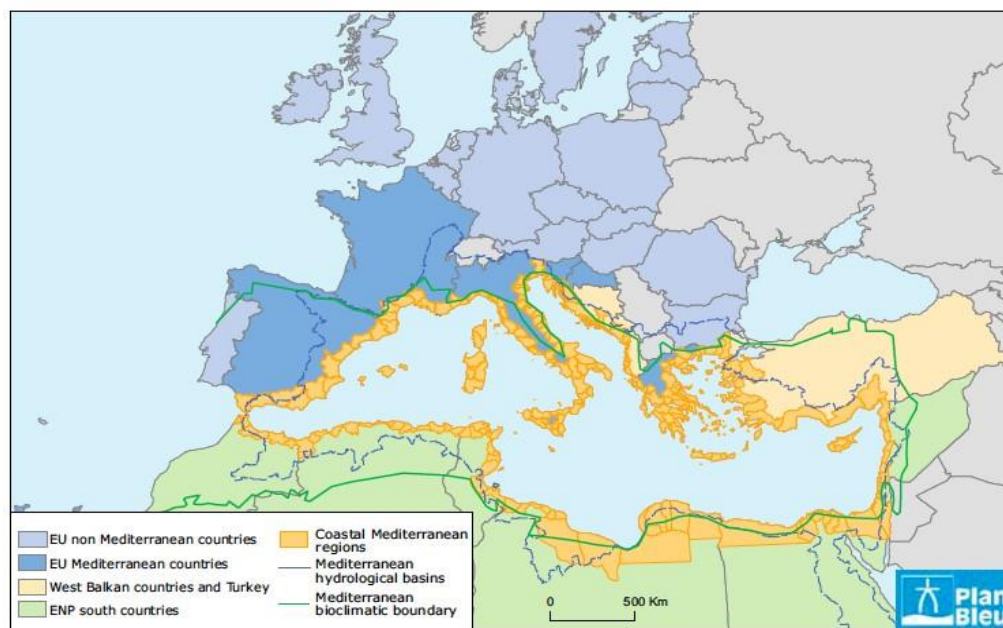 EU non Mediterranean countries
EU Mediterranean countries
West Balkan countries and Turkey
ENP south countries
Coastal Mediterranean
regions
Mediterranean
hydrological basins
Mediterranean
bioclimatic boundary
0 500 Km
Plan
Bleu